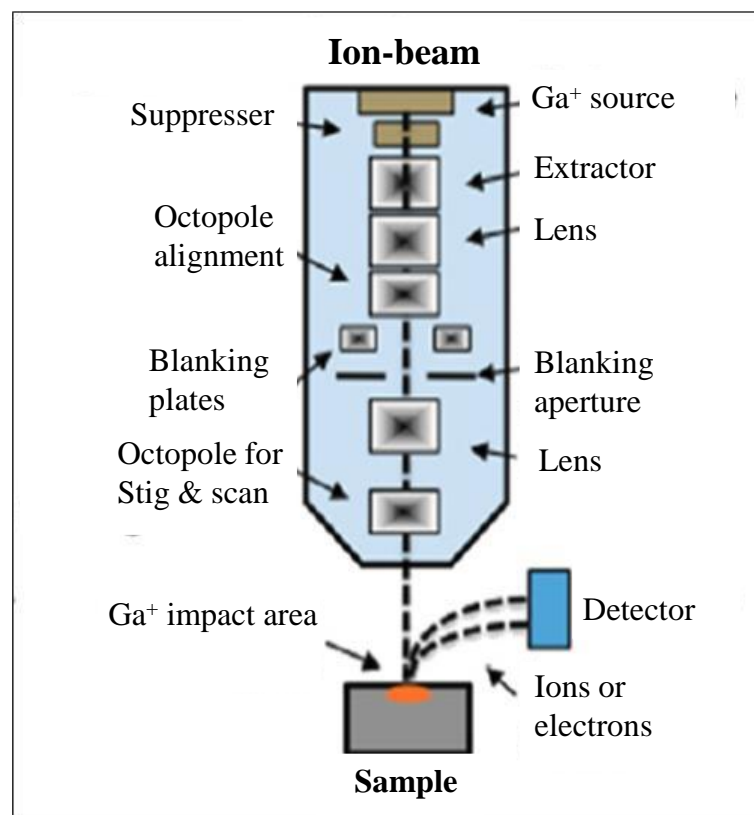 Ion-beam
Suppresser
Ga⁺ source
Extractor
Octopole
alignment
Lens
Blanking
plates
Blanking
aperture
Octopole for
Stig & scan
Lens
Ga⁺ impact area
Detector
Ions or
electrons
Sample